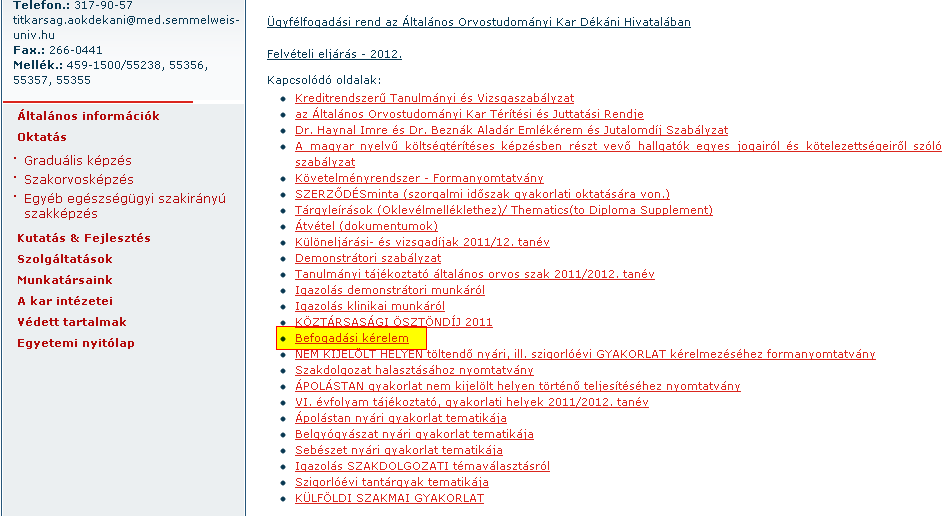 Telefon.: 317-90-57
titkarsag.aokdekani@med.semmelweis-
univ.hu
Fax.: 266-0441
Mellék.: 459-1500/55238, 55356,
55357, 55355
Általános információk
Oktatás
Graduális képzés
Szakorvosképzés
Egyéb egészségügyi szakirányú
szakképzés
Kutatás & Fejlesztés
Szolgáltatások
Munkatársaink
A kar intézetei
Védett tartalmak
Egyetemi nyitólap
Ügyfélfogadási rend az Általános Orvostudományi Kar Dékáni Hivatalában
Felvételi eljárás - 2012.
Kapcsolódó oldalak:
Kreditrendszerű Tanulmányi és Vizsgaszabályzat
az Általános Orvostudományi Kar Térítési és Juttatási Rendje
Dr. Haynal Imre és Dr. Beznák Aladár Emlékérem és Jutalomdíj Szabályzat
A magyar nyelvű költségtérítéses képzésben részt vevő hallgatók egyes jogairól és kötelezettségeiről szóló
szabályzat
Követelményrendszer - Formanyomtatvány
SZERZŐDÉSminta (szorgalmi időszak gyakorlati oktatására von.)
Tárgyleírások (Oklevélmelléklethez)/ Thematics(to Diploma Supplement)
Átvétel (dokumentumok)
Különeljárási- és vizsgadíjak 2011/12. tanév
Demonstrátori szabályzat
Tanulmányi tájékoztató általános orvos szak 2011/2012. tanév
Igazolás demonstrátori munkáról
Igazolás klinikai munkáról
KÖZTÁRSASÁGI ÖSZTÖNDÍJ 2011
Befogadási kérelem
NEM KIJELÖLT HELYEN töltendő nyári, ill. szigorlóévi GYAKORLAT kérelmezéséhez formanyomtatvány
Szakdolgozat halasztásához nyomtatvány
ÁPOLÁSTAN gyakorlat nem kijelölt helyen történő teljesítéséhez nyomtatvány
VI. évfolyam tájékoztató, gyakorlati helyek 2011/2012. tanév
Ápolástan nyári gyakorlat tematikája
Belgyógyászat nyári gyakorlat tematikája
Sebészet nyári gyakorlat tematikája
Igazolás SZAKDOLGOZATI témaválasztásról
Szigorlóévi tantárgyak tematikája
KÜLFÖLDI SZAKMAI GYAKORLAT